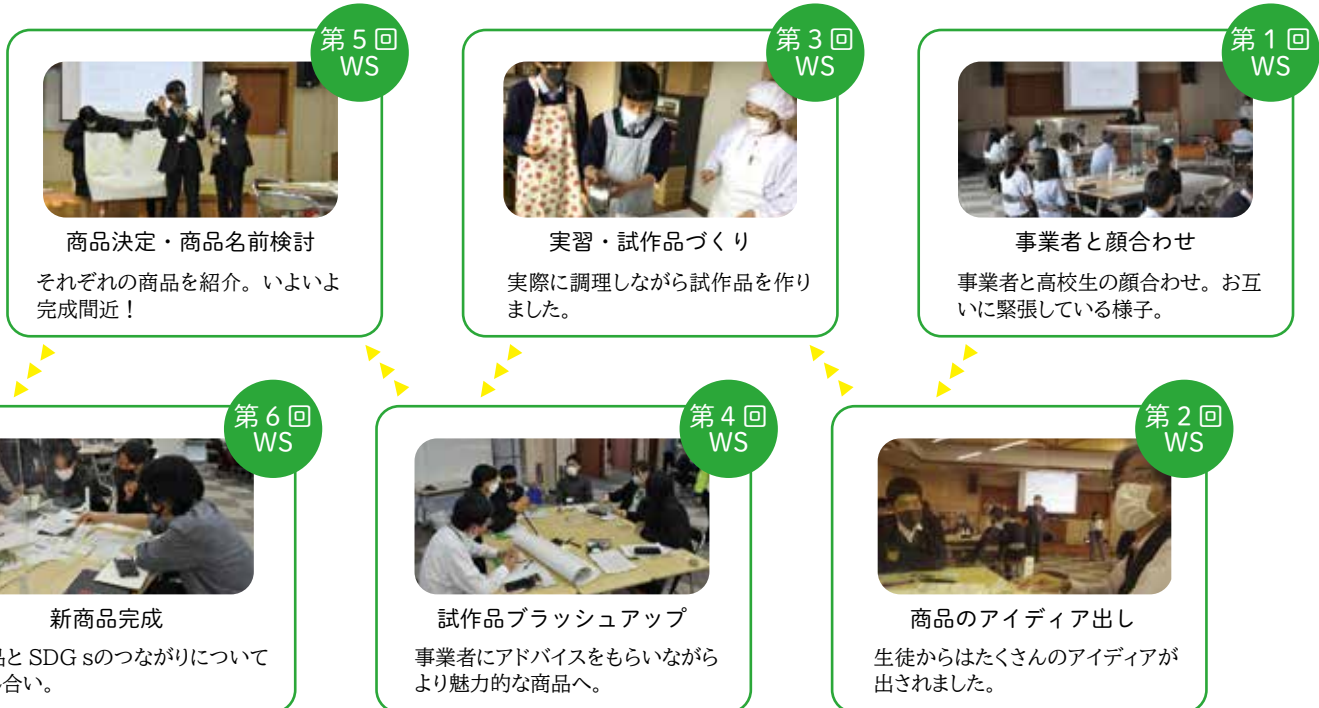 第1回
WS
事業者と顔合わせ
事業者と高校生の顔合わせ。お互
いに緊張している様子。
第2回
WS
商品のアイディア出し
生徒からはたくさんのアイディアが
出されました。
第3回
WS
実習・試作品づくり
実際に調理しながら試作品を作り
ました。
第4回
WS
試作品ブラッシュアップ
事業者にアドバイスをもらいながら
より魅力的な商品へ。
第5回
WS
商品決定・商品名前検討
それぞれの商品を紹介。いよいよ
完成間近！
第6回
WS
新商品完成
品と SDG sのつながりについて
合い。